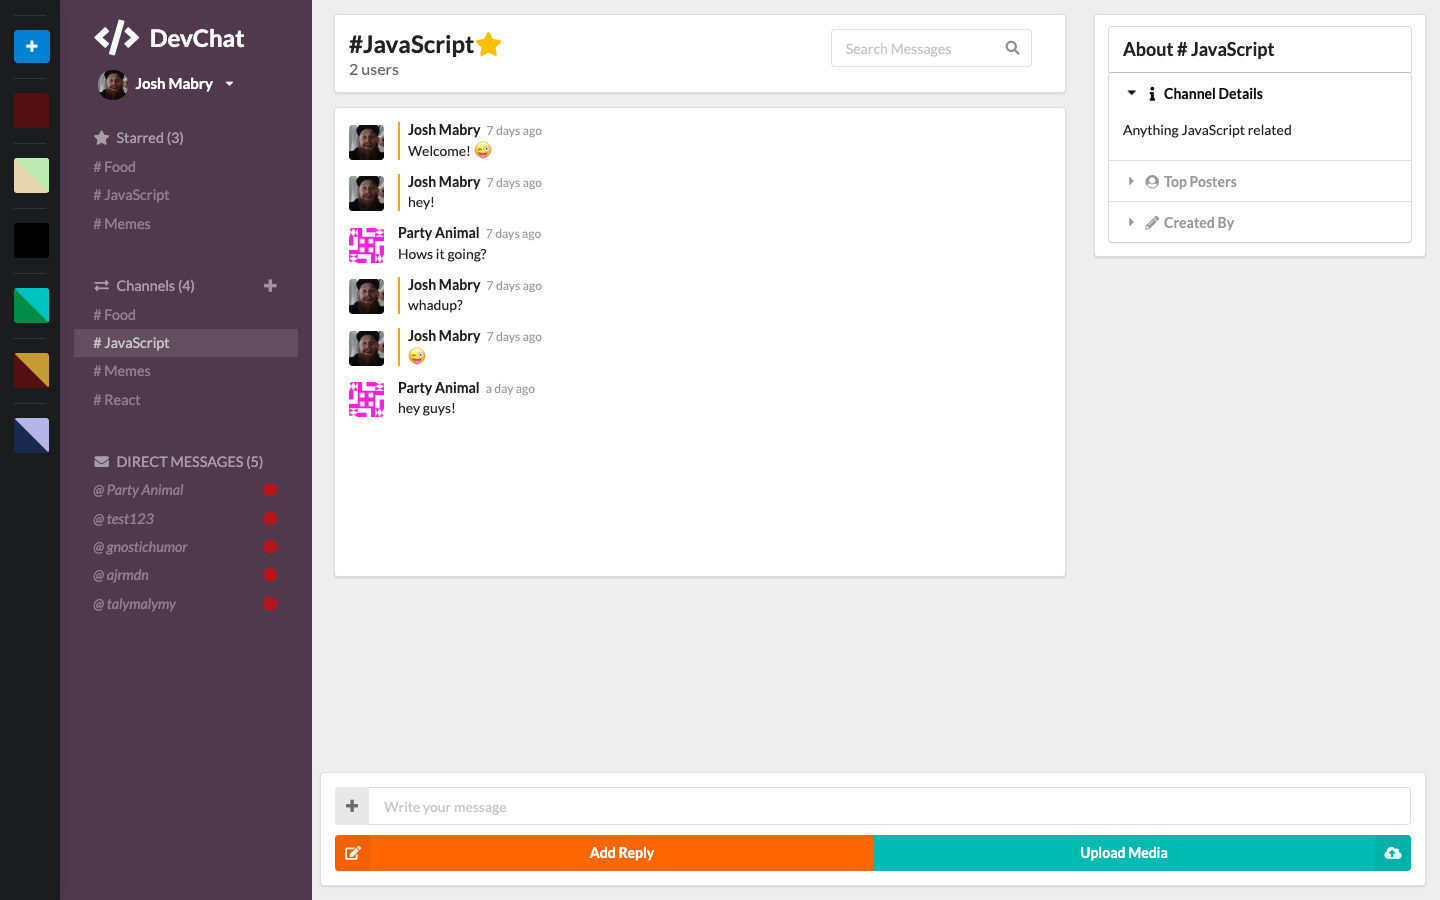 DevChat
Josh Mabry
Starred (3)
# Food
# JavaScript
# Memes
Channels (4)
# Food
# JavaScript
# Memes
# React
DIRECT MESSAGES (5)
@ Party Animal
@ test123
@ gnostichumor
@ ajrmdn
@ talymalymy
#JavaScript
2 users
Search Messages
Josh Mabry 7 days ago
Welcome! 😜
Josh Mabry 7 days ago
hey!
Party Animal 7 days ago
Hows it going?
Josh Mabry 7 days ago
whadup?
Josh Mabry 7 days ago
😜
Party Animal a day ago
hey guys!
About # JavaScript
Channel Details
Anything JavaScript related
Top Posters
Created By
Write your message
Add Reply
Upload Media